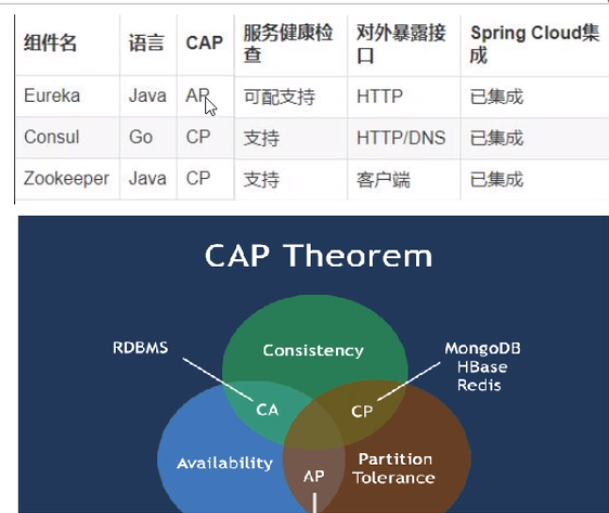 组件名 语言 CAP 服务健康检查 对外暴露接口 Spring Cloud集成
Eureka Java AP 可配支持 HTTP 已集成
Consul Go CP 支持 HTTP/DNS 已集成
Zookeeper Java CP 支持 客户端 已集成
CAP Theorem
RDBMS
Consistency
MongoDB
HBase
Redis
CA
CP
Availability
AP
Partition
Tolerance